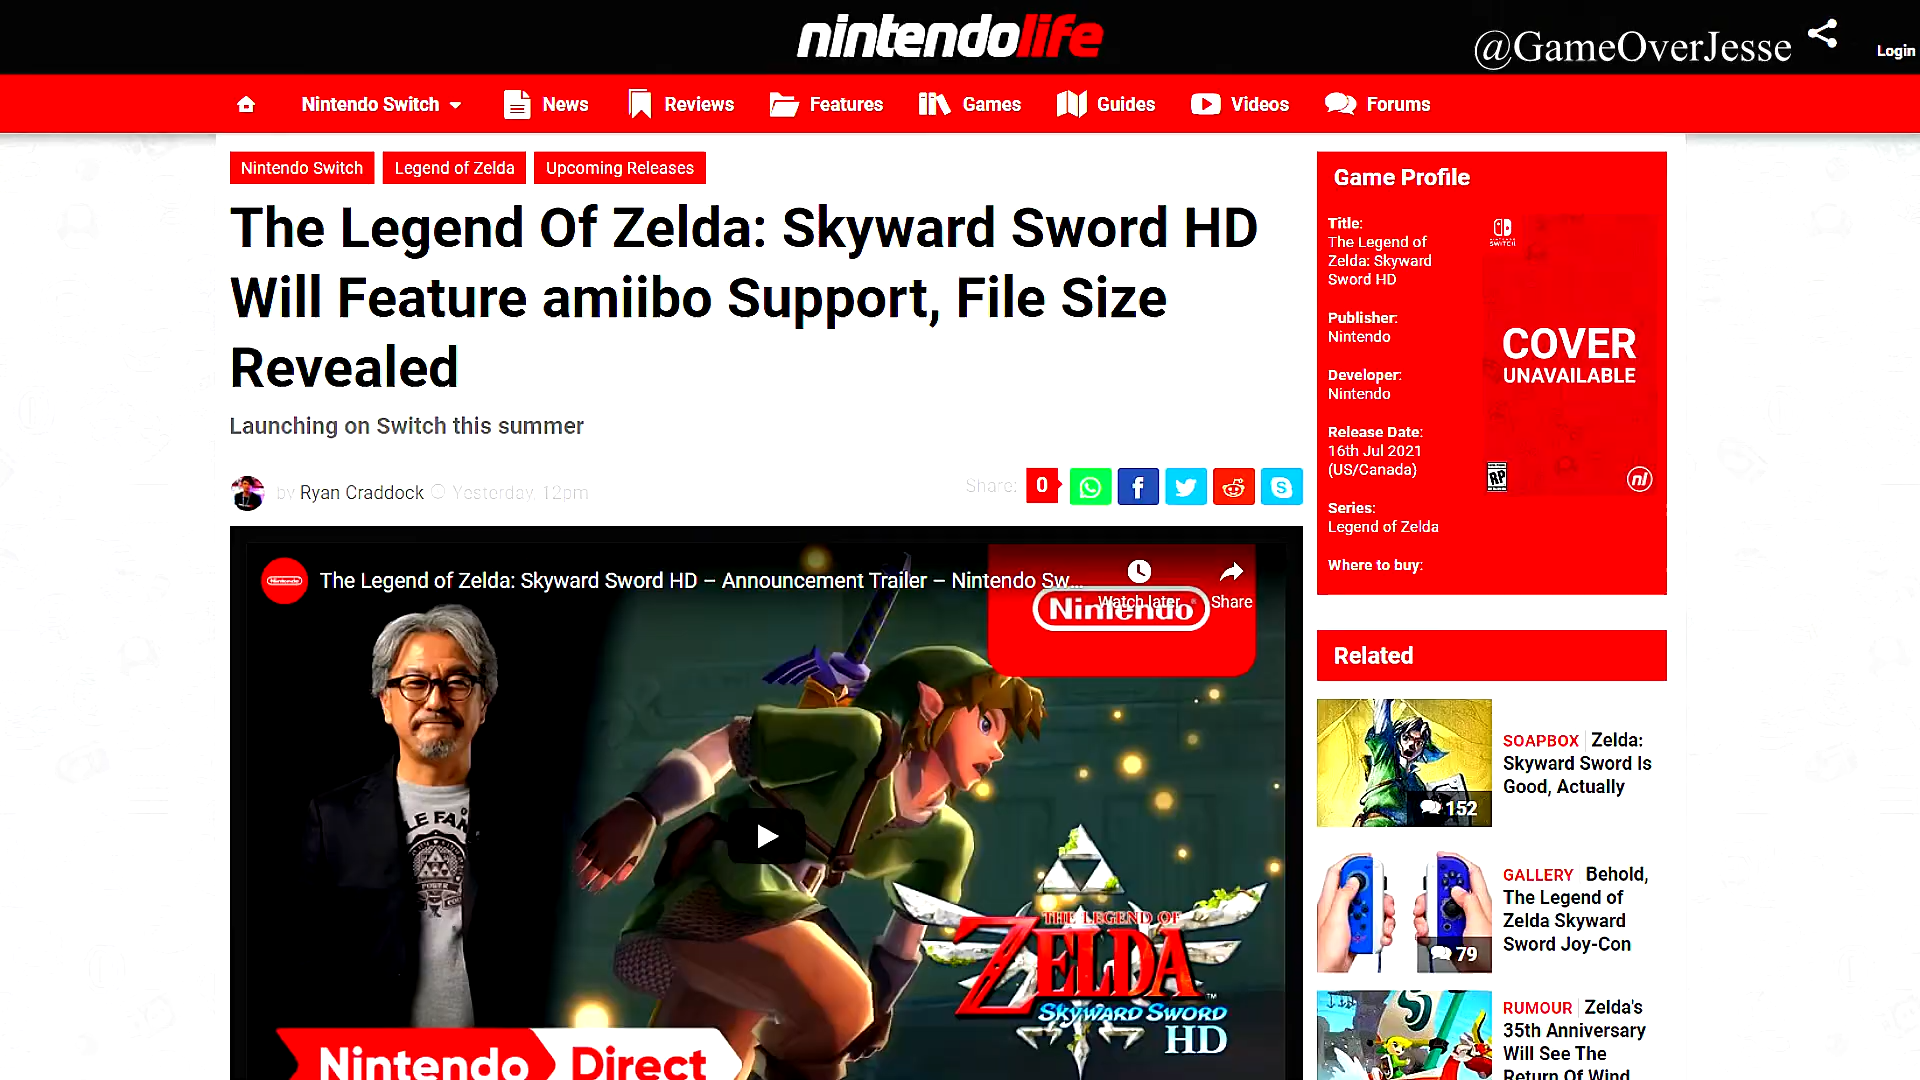 nintendolife
@GameOverJesse
Login
Nintendo Switch
News
Reviews
Features
Games
Guides
Videos
Forums
Nintendo Switch
Legend of Zelda
Upcoming Releases
The Legend Of Zelda: Skyward Sword HD
Will Feature amiibo Support, File Size
Revealed
Launching on Switch this summer
by Ryan Craddock Yesterday, 12pm
Share:
0
The Legend of Zelda: Skyward Sword HD – Announcement Trailer – Nintendo Sw...
Watch later
Share
Nintendo
THE LEGEND OF
ZELDA
SKYWARD SWORD
HD
™
Nintendo Direct
Game Profile
Title:
The Legend of
Zelda: Skyward
Sword HD
Publisher:
Nintendo
Developer:
Nintendo
Release Date:
16th Jul 2021
(US/Canada)
Series:
Legend of Zelda
Where to buy:
SWITCH
COVER
UNAVAILABLE
RP
nl
Related
152
SOAPBOX Zelda:
Skyward Sword Is
Good, Actually
79
GALLERY Behold,
The Legend of
Zelda Skyward
Sword Joy-Con
RUMOUR Zelda's
35th Anniversary
Will See The
Return Of Wind